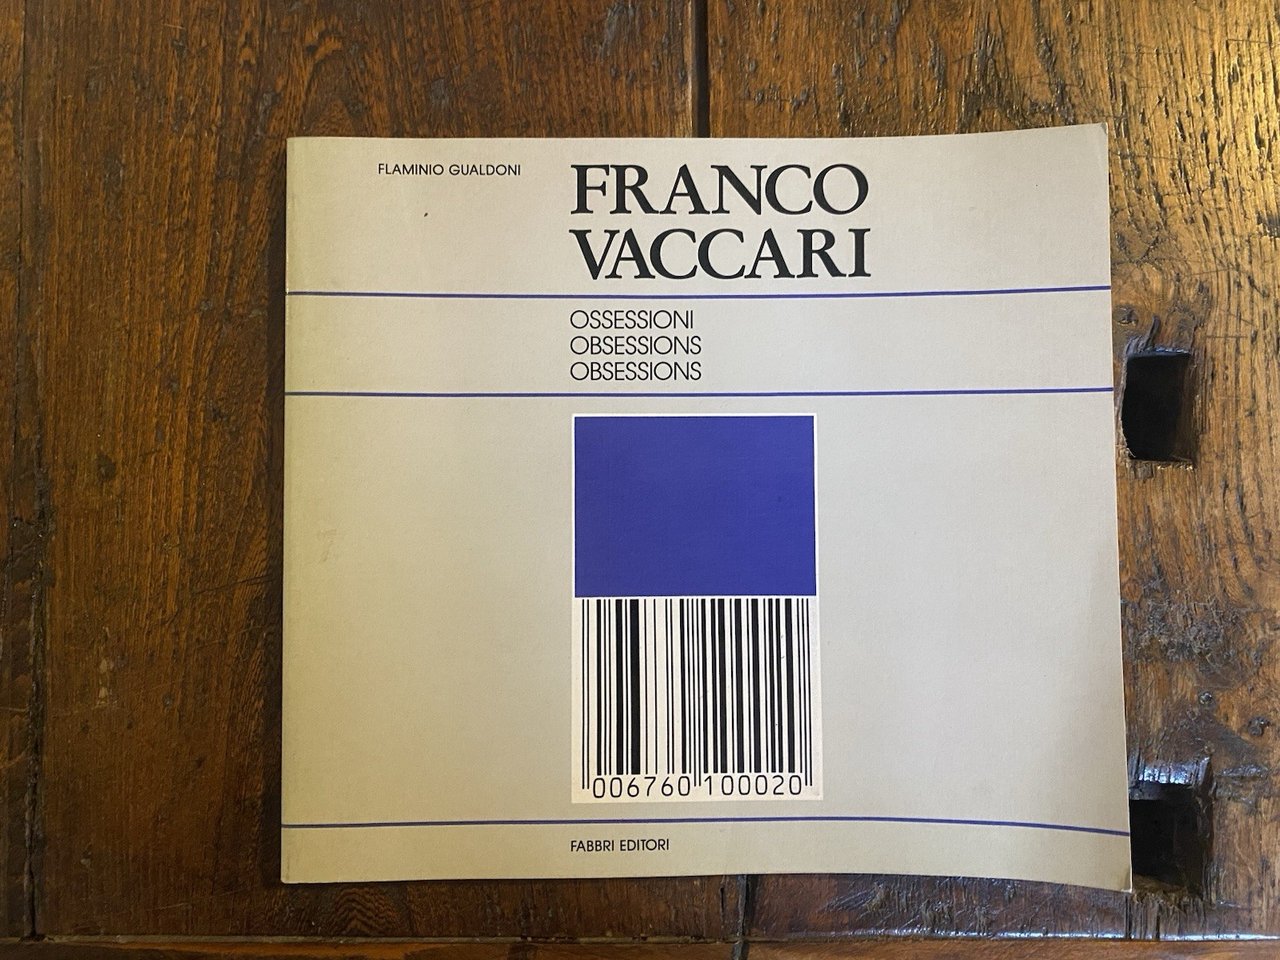 FLAMINIO GUALDONI
FRANCO
VACCARI
OSSESSIONI
OBSESSIONS
OBSESSIONS
006760 100020
FABBRI EDITORI